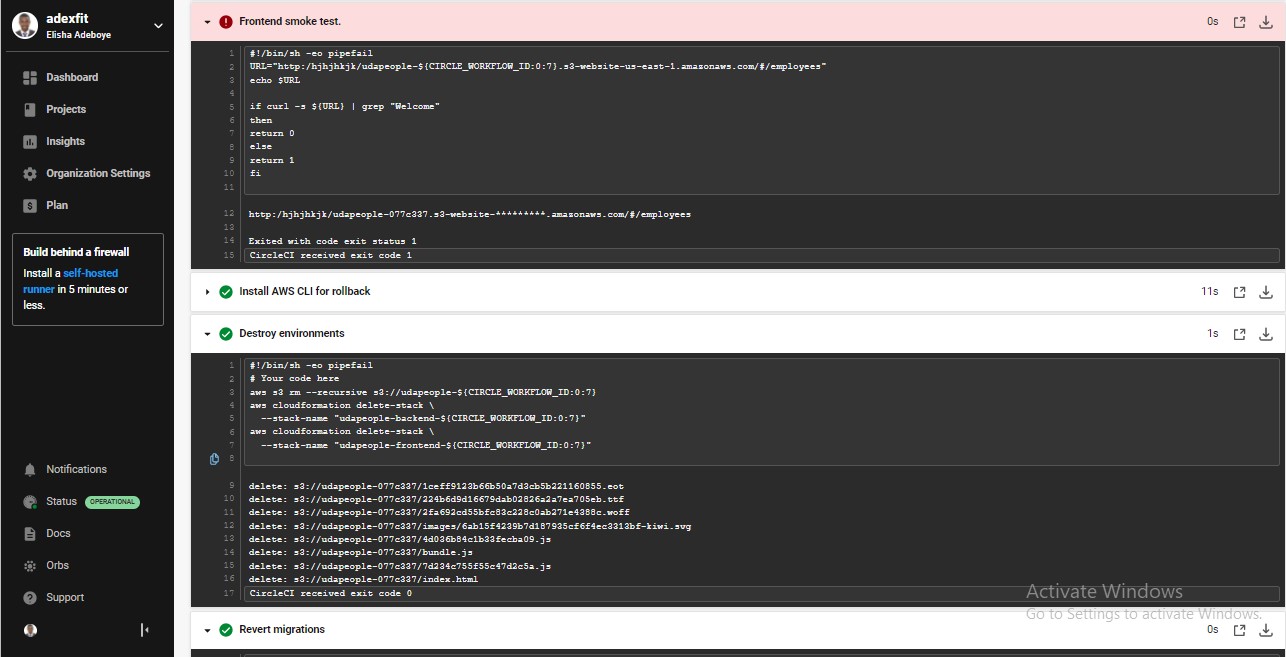 adexfit
Elisha Adeboye
Dashboard
Projects
Insights
Organization Settings
Plan
Build behind a firewall
Install a self-hosted
runner in 5 minutes or
less.
Notifications
Status OPERATIONAL
Docs
Orbs
Support
Frontend smoke test. 0s
1 #!/bin/sh -eo pipefail
2 URL="http:/hjhjhkjk/udapeople-${CIRCLE_WORKFLOW_ID:0:7}.s3-website-us-east-1.amazonaws.com/#/employees"
3 echo $URL
4
5 if curl -s ${URL} | grep "Welcome"
6 then
7 return 0
8 else
9 return 1
10 fi
11
12 http:/hjhjhkjk/udapeople-077c337.s3-website-*********.amazonaws.com/#/employees
13
14 Exited with code exit status 1
15 CircleCI received exit code 1
Install AWS CLI for rollback 11s
Destroy environments 1s
1 #!/bin/sh -eo pipefail
2 # Your code here
3 aws s3 rm --recursive s3://udapeople-${CIRCLE_WORKFLOW_ID:0:7}
4 aws cloudformation delete-stack \
5 --stack-name "udapeople-backend-${CIRCLE_WORKFLOW_ID:0:7}"
6 aws cloudformation delete-stack \
7 --stack-name "udapeople-frontend-${CIRCLE_WORKFLOW_ID:0:7}"
8
9 delete: s3://udapeople-077c337/1ceff9123b66b50a7d3cb5b221160855.eot
10 delete: s3://udapeople-077c337/224b6d9d16679dab02826a2a7ea705eb.ttf
11 delete: s3://udapeople-077c337/2fa692cd55bfc83c228c0ab271e4388c.woff
12 delete: s3://udapeople-077c337/images/6ab15f4239b7d187935cf6f4ec3313bf-kiwi.svg
13 delete: s3://udapeople-077c337/4d036b84c1b33fecba09.js
14 delete: s3://udapeople-077c337/bundle.js
15 delete: s3://udapeople-077c337/7d234c755f55c47d2c5a.js
16 delete: s3://udapeople-077c337/index.html
17 CircleCI received exit code 0
Revert migrations 0s
Activate Windows
Go to Settings to activate Windows.